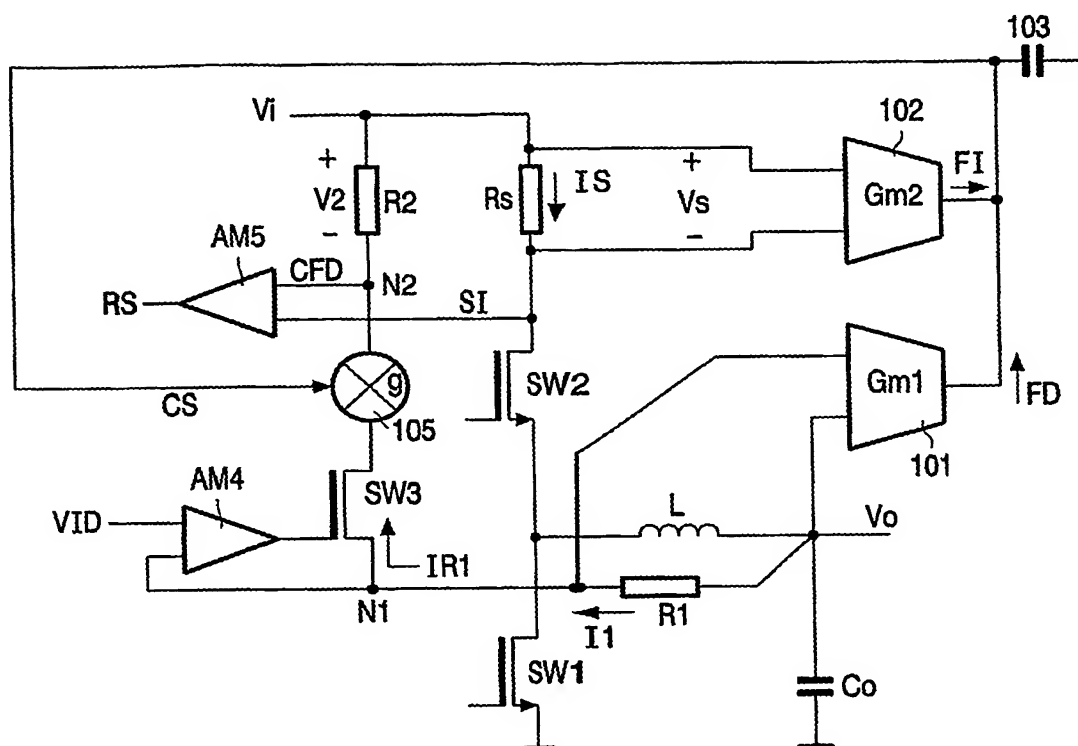 103
Vi
102
+
V2
-
R2
Rs
IS
+
Vs
-
Gm2
FI
AM5
CFD
N2
RS
SI
g
SW2
Gm1
FD
CS
105
101
AM4
SW3
L
Vo
VID
IR1
N1
R1
I1
SW1
Co